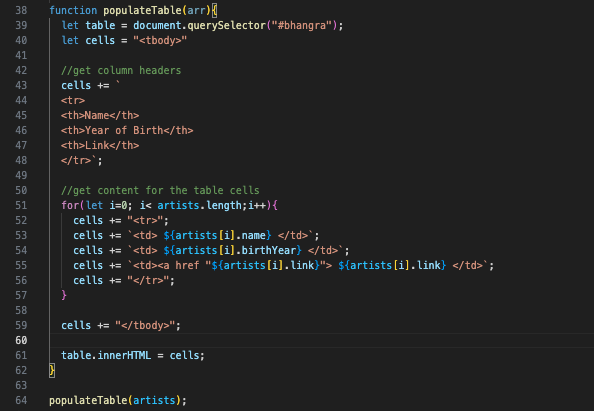 38 function populateTable(arr){
39 let table = document.querySelector("#bhangra");
40 let cells = "<tbody>"
41
42 //get column headers
43 cells += `
44 <tr>
45 <th>Name</th>
46 <th>Year of Birth</th>
47 <th>Link</th>
48 </tr>`;
49
50 //get content for the table cells
51 for(let i=0; i< artists.length;i++){
52 cells += "<tr>";
53 cells += `<td> ${artists[i].name} </td>`;
54 cells += `<td> ${artists[i].birthYear} </td>`;
55 cells += `<td><a href "${artists[i].link}"> ${artists[i].link} </td>`;
56 cells += "</tr>";
57 }
58
59 cells += "</tbody>";
60
61 table.innerHTML = cells;
62 }
63
64 populateTable(artists);